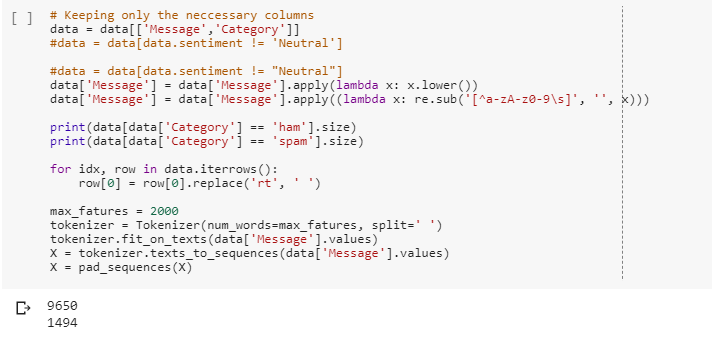 [ ] # Keeping only the neccessary columns
data = data[['Message','Category']]
#data = data[data.sentiment != 'Neutral']
#data = data[data.sentiment != "Neutral"]
data['Message'] = data['Message'].apply(lambda x: x.lower())
data['Message'] = data['Message'].apply((lambda x: re.sub('[^a-zA-z0-9\s]', '', x)))
print(data[data['Category'] == 'ham'].size)
print(data[data['Category'] == 'spam'].size)
for idx, row in data.iterrows():
    row[0] = row[0].replace('rt', ' ')
max_fatures = 2000
tokenizer = Tokenizer(num_words=max_fatures, split=' ')
tokenizer.fit_on_texts(data['Message'].values)
X = tokenizer.texts_to_sequences(data['Message'].values)
X = pad_sequences(X)
9650
1494